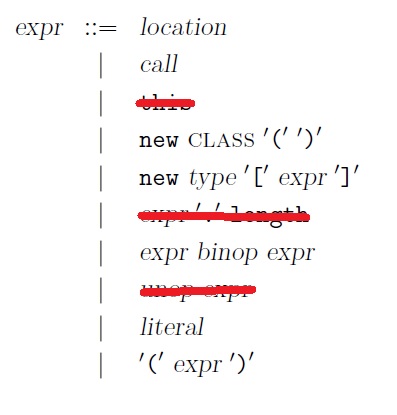 expr ::= location
| call
| this
| new CLASS '(' ')'
| new type '[' expr ']'
| expr '.' length
| expr binop expr
| unop expr
| literal
| '(' expr ')'